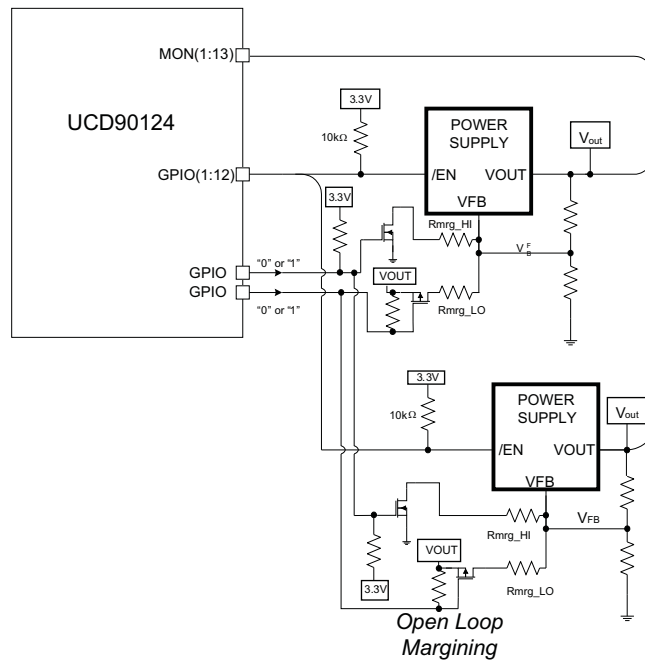 MON(1:13)
UCD90124
3.3V
10kΩ
POWER
SUPPLY
Vout
GPIO(1:12)
/EN
VOUT
3.3V
VFB
Rmrg_HI
VFB
GPIO
"0" or "1"
VOUT
GPIO
"0" or "1"
Rmrg_LO
3.3V
10kΩ
POWER
SUPPLY
Vout
/EN
VOUT
VFB
Rmrg_HI
VFB
VOUT
3.3V
Rmrg_LO
Open Loop
Margining